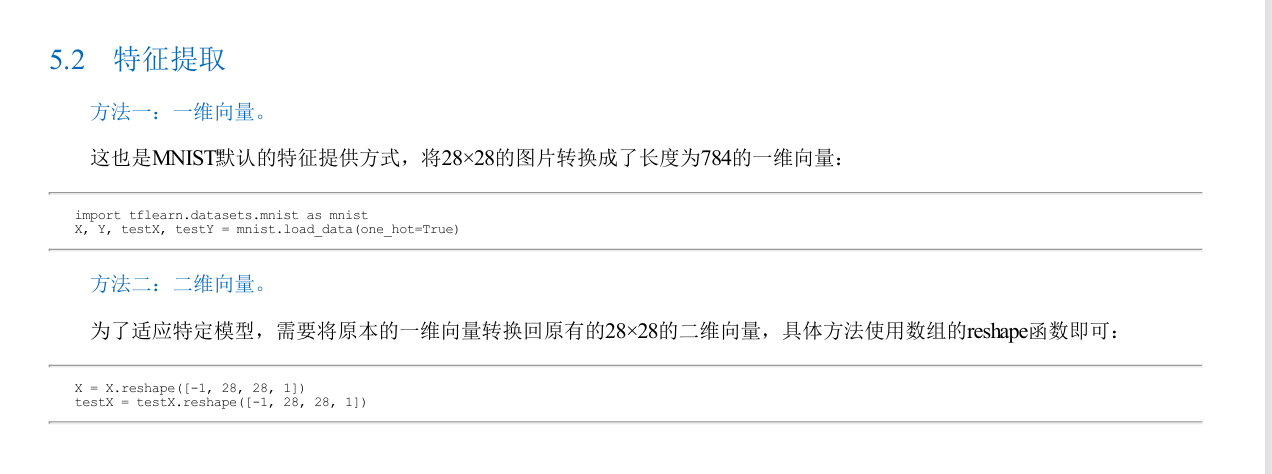 5.2 特征提取
方法一：一维向量。
这也是MNIST默认的特征提供方式，将28×28的图片转换成了长度为784的一维向量：
import tflearn.datasets.mnist as mnist
X, Y, testX, testY = mnist.load_data(one_hot=True)
方法二：二维向量。
为了适应特定模型，需要将原本的一维向量转换回原有的28×28的二维向量，具体方法使用数组的reshape函数即可：
X = X.reshape([-1, 28, 28, 1])
testX = testX.reshape([-1, 28, 28, 1])